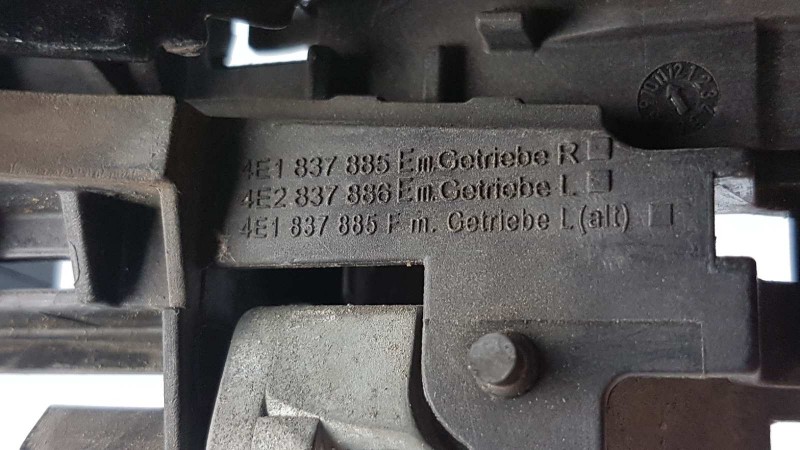 4E1 837 885 E m.Getriebe R
4E2 837 886 E m.Getriebe L
4E1 837 885 F m. Getriebe L (alt)